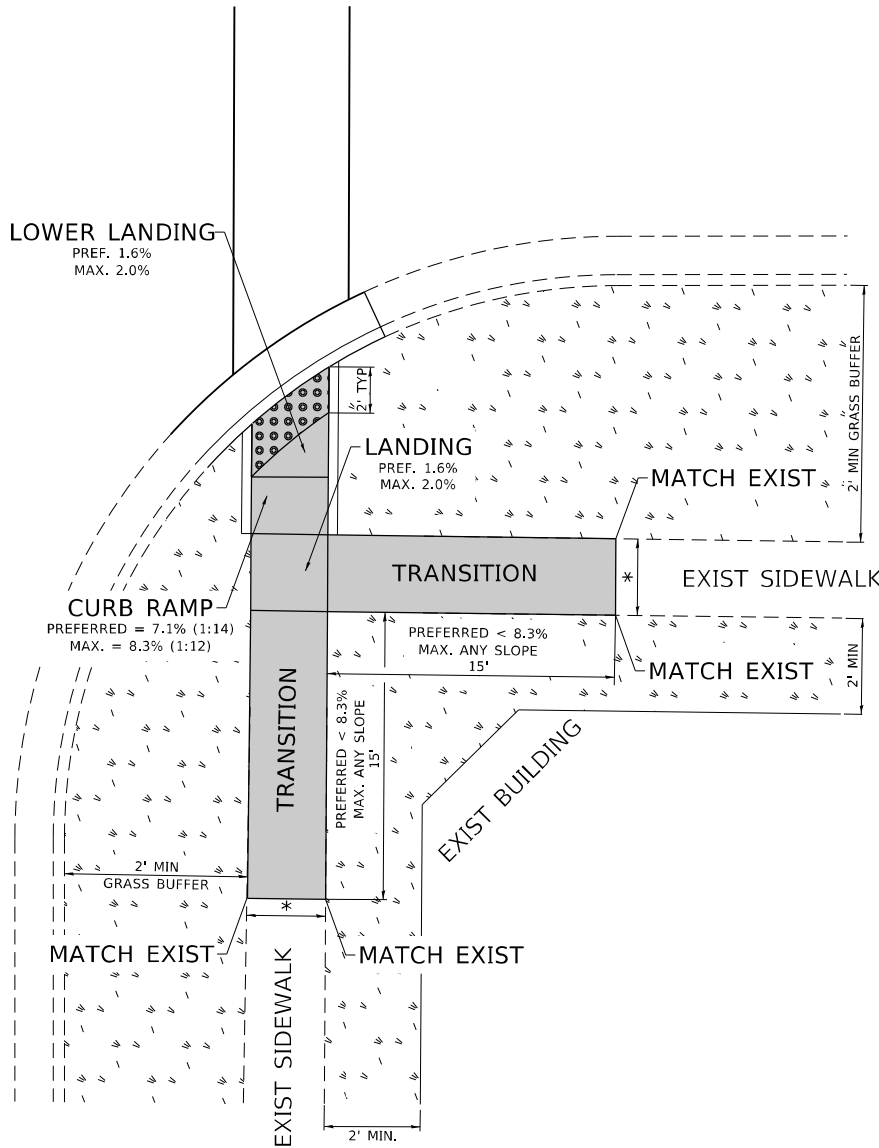 LOWER LANDING
PREF. 1.6%
MAX. 2.0%
2' TYP
LANDING
PREF. 1.6%
MAX. 2.0%
2' MIN GRASS BUFFER
MATCH EXIST
TRANSITION
*
EXIST SIDEWALK
CURB RAMP
PREFERRED = 7.1% (1:14)
MAX. = 8.3% (1:12)
PREFERRED < 8.3%
MAX. ANY SLOPE
15'
MATCH EXIST
2' MIN
TRANSITION
PREFERRED < 8.3%
MAX. ANY SLOPE
15'
EXIST BUILDING
2' MIN
GRASS BUFFER
*
MATCH EXIST
MATCH EXIST
EXIST SIDEWALK
2' MIN.